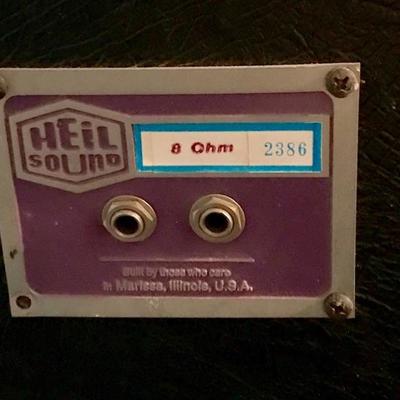 HEIL
SOUND
8 Ohm 2386
Built by those who care
in Marissa, Illinois, U.S.A.